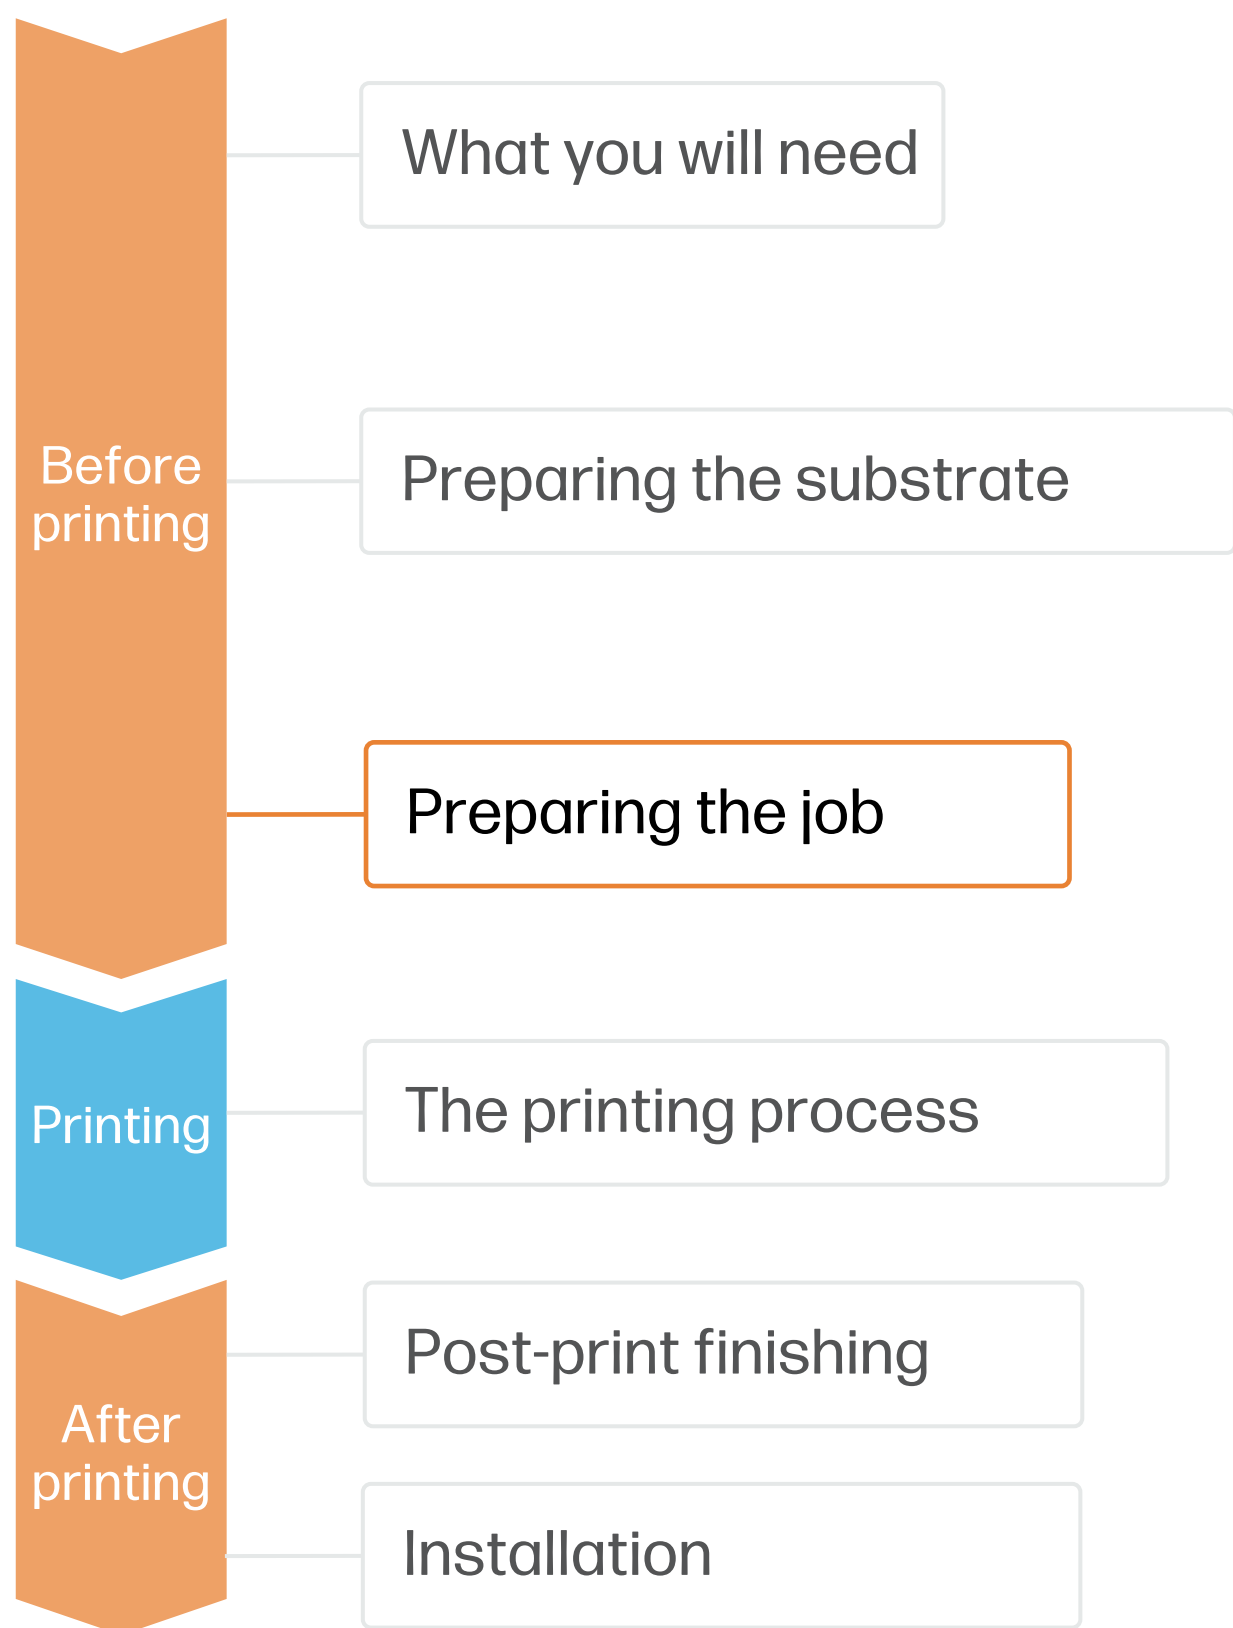 What you will need
Before
printing
Preparing the substrate
Preparing the job
Printing
The printing process
After
printing
Post-print finishing
Installation